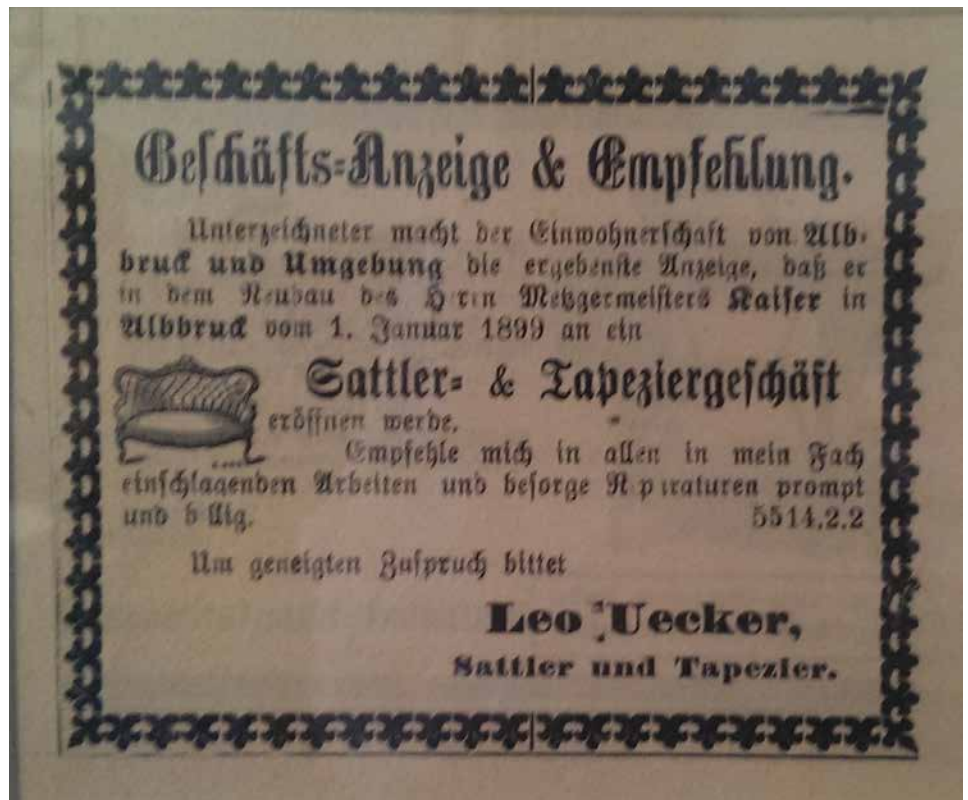 Geschäfts-Anzeige & Empfehlung.
Unterzeichneter macht der Einwohnerschaft von Alb-
bruck und Umgebung die ergebenste Anzeige, daß er
in dem Neubau des Metzgermeisters Kaiser in
Albbruck vom 1. Januar 1899 an ein
Sattler- & Tapeziergeschäft
eröffnen werde.
Empfehle mich in allen in mein Fach
einschlagenden Arbeiten und besorge prompt
und 5514.2.2
Um geneigten Zuspruch bittet
Leo Uecker,
Sattler und Tapezier.